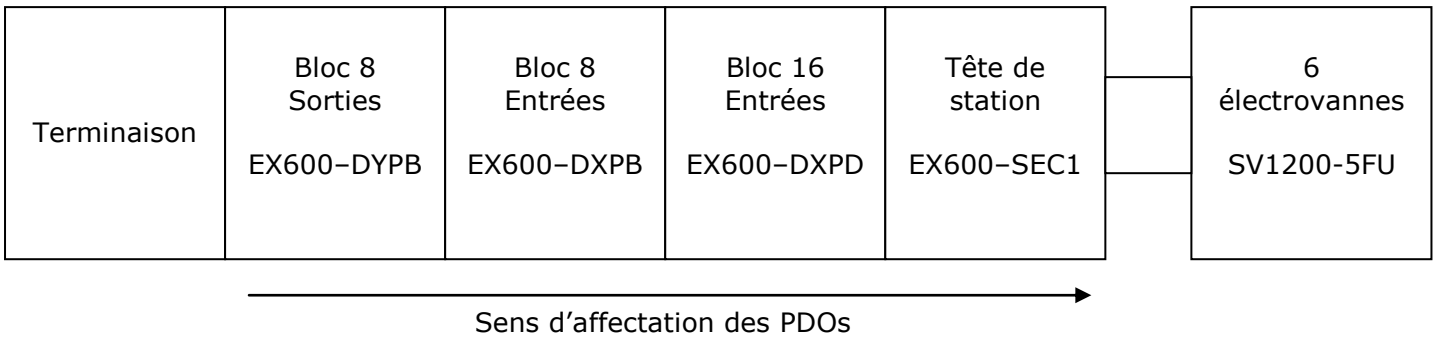 Terminaison
Bloc 8
Sorties
EX600–DYPB
Bloc 8
Entrées
EX600–DXPB
Bloc 16
Entrées
EX600–DXPD
Tête de
station
EX600–SEC1
6
électrovannes
SV1200-5FU
Sens d’affectation des PDOs